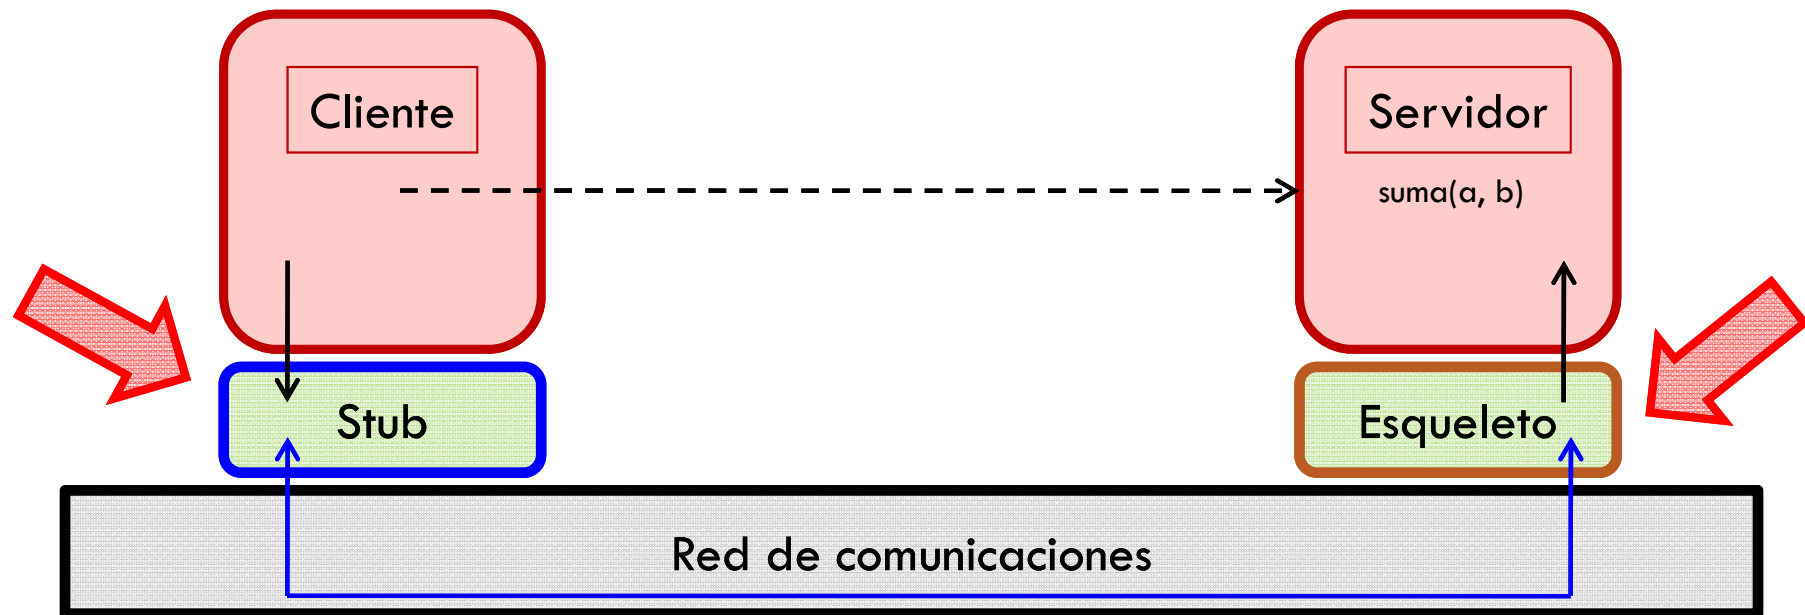 Cliente
Servidor
suma(a, b)
Stub
Esqueleto
Red de comunicaciones